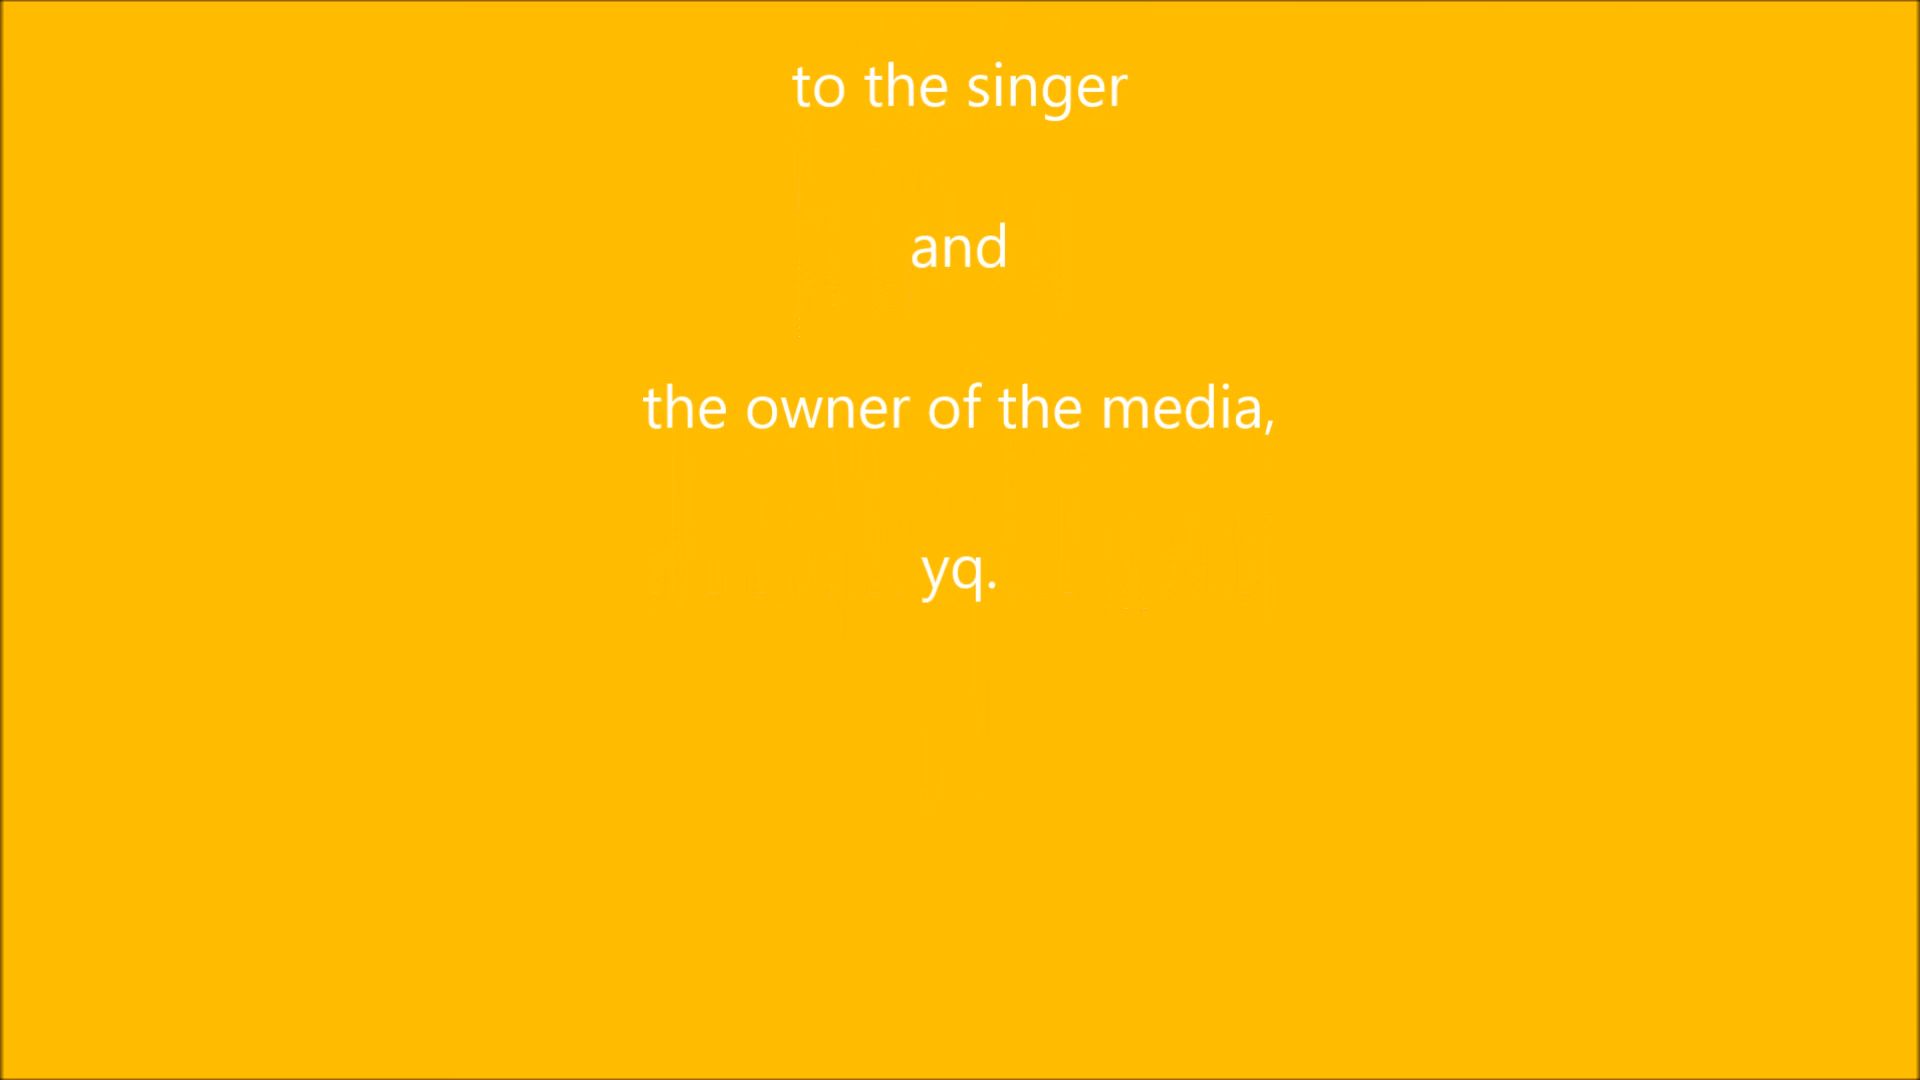 to the singer
and
the owner of the media,
yq.